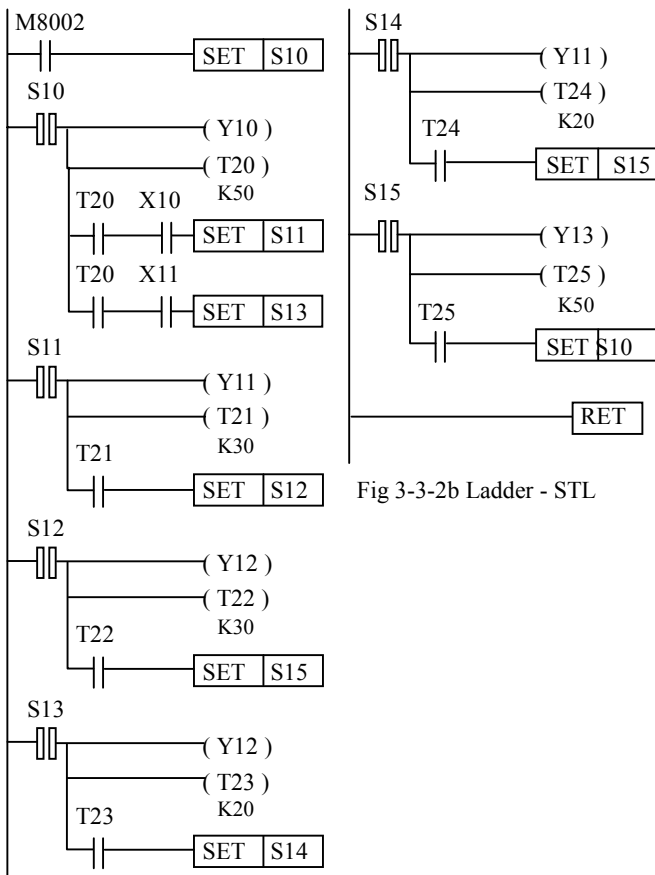 M8002
SET S10
S10
( Y10 )
( T20 )
K50
T20 X10
SET S11
T20 X11
SET S13
S11
( Y11 )
( T21 )
K30
T21
SET S12
S12
( Y12 )
( T22 )
K30
T22
SET S15
S13
( Y12 )
( T23 )
K20
T23
SET S14
S14
( Y11 )
( T24 )
K20
T24
SET S15
S15
( Y13 )
( T25 )
K50
T25
SET S10
RET
Fig 3-3-2b Ladder - STL